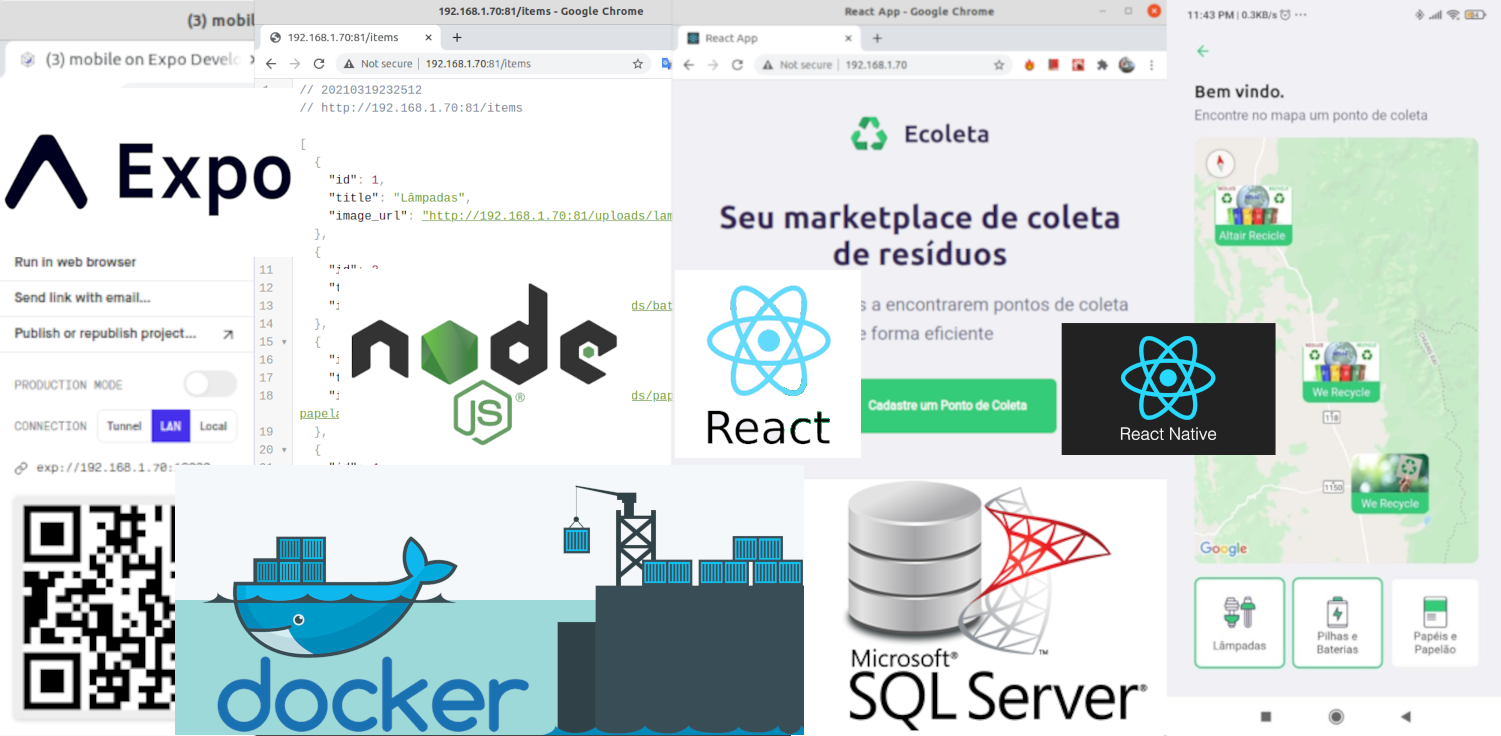 (3) mobil
(3) mobile on Expo Develo
Expo
Run in web browser
Send link with email...
Publish or republish project...
PRODUCTION MODE
CONNECTION Tunnel LAN Local
exp://192.168.1.70:
192.168.1.70:81/items - Google Chrome
192.168.1.70:81/items
Not secure | 192.168.1.70:81/items
1
// 20210319232512
// http://192.168.1.70:81/items
[
{
"id": 1,
"title": "Lâmpadas",
"image_url": "http://192.168.1.70:81/uploads/lam
},
{
11
12
13 ds/bat
14 },
15 {
16
17
18 ds/pap
papela
19 },
20 {
node
JS®
React App - Google Chrome
React App
Not secure | 192.168.1.70
Ecoleta
Seu marketplace de coleta
de resíduos
s a encontrarem pontos de coleta
e forma eficiente
Cadastre um Ponto de Coleta
React
React Native
docker
Microsoft®
SQL Server®
™
11:43 PM | 0.3KB/s
Bem vindo.
Encontre no mapa um ponto de coleta
Altair Recicle
We Recycle
118
1150
We Recycle
Google
Lâmpadas
Pilhas e
Baterias
Papéis e
Papelão